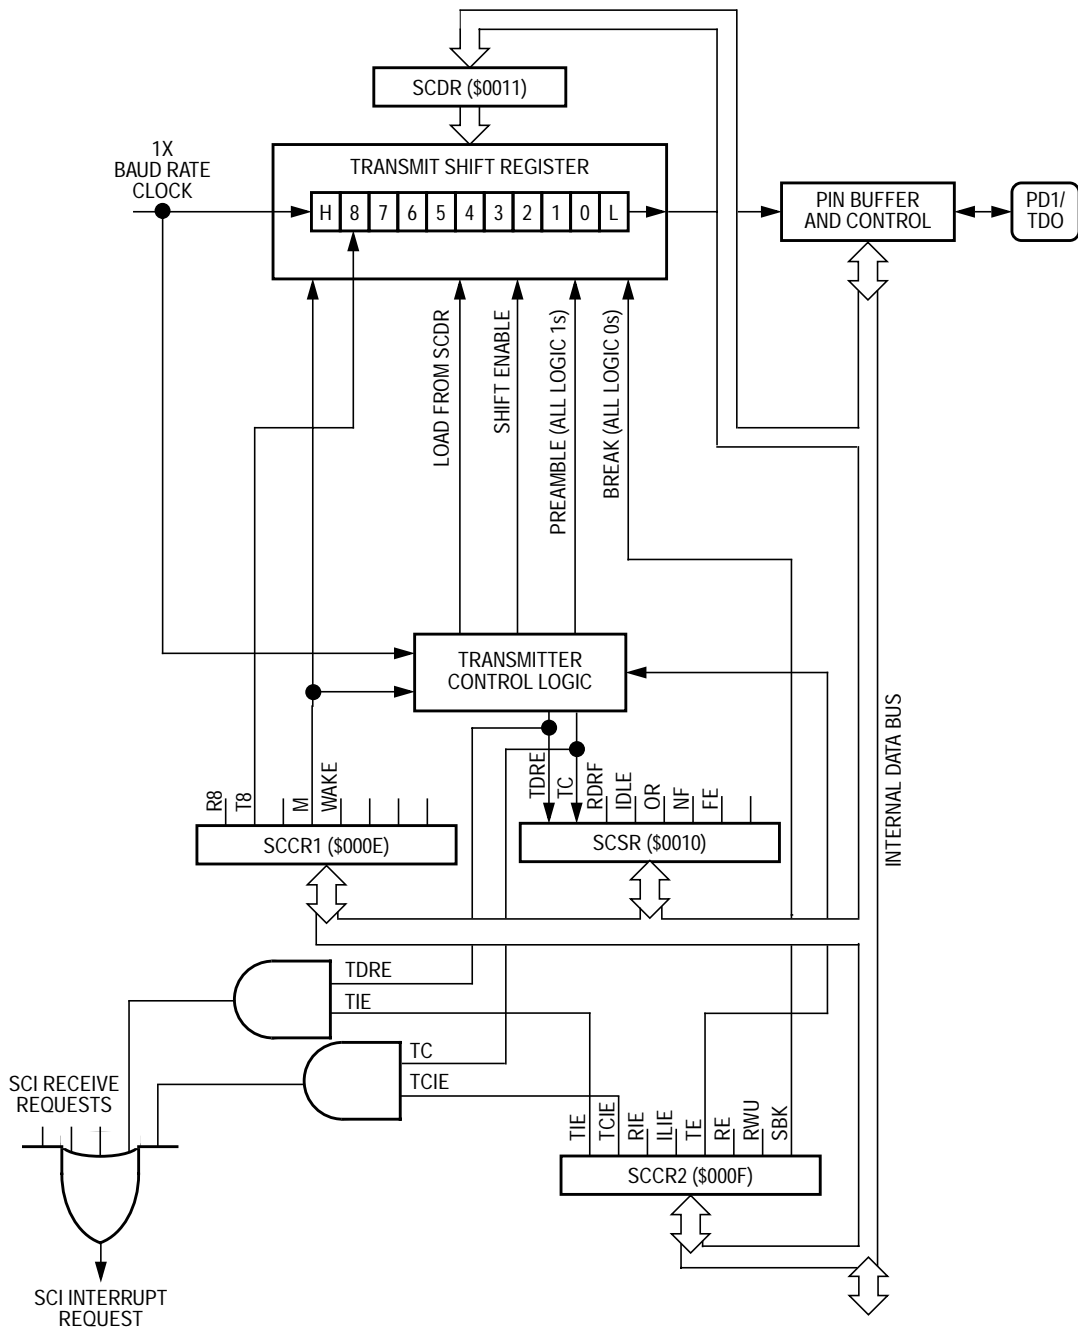 SCDR ($0011)
1X
BAUD RATE
CLOCK
TRANSMIT SHIFT REGISTER
H 8 7 6 5 4 3 2 1 0 L
PIN BUFFER
AND CONTROL
PD1/
TDO
LOAD FROM SCDR
SHIFT ENABLE
PREAMBLE (ALL LOGIC 1s)
BREAK (ALL LOGIC 0s)
TRANSMITTER
CONTROL LOGIC
INTERNAL DATA BUS
R8
T8
M
WAKE
TDRE
TC
RDRF
IDLE
OR
NF
FE
SCCR1 ($000E)
SCSR ($0010)
TDRE
TIE
TC
TCIE
SCI RECEIVE
REQUESTS
TIE
TCIE
RIE
ILIE
TE
RE
RWU
SBK
SCCR2 ($000F)
SCI INTERRUPT
REQUEST